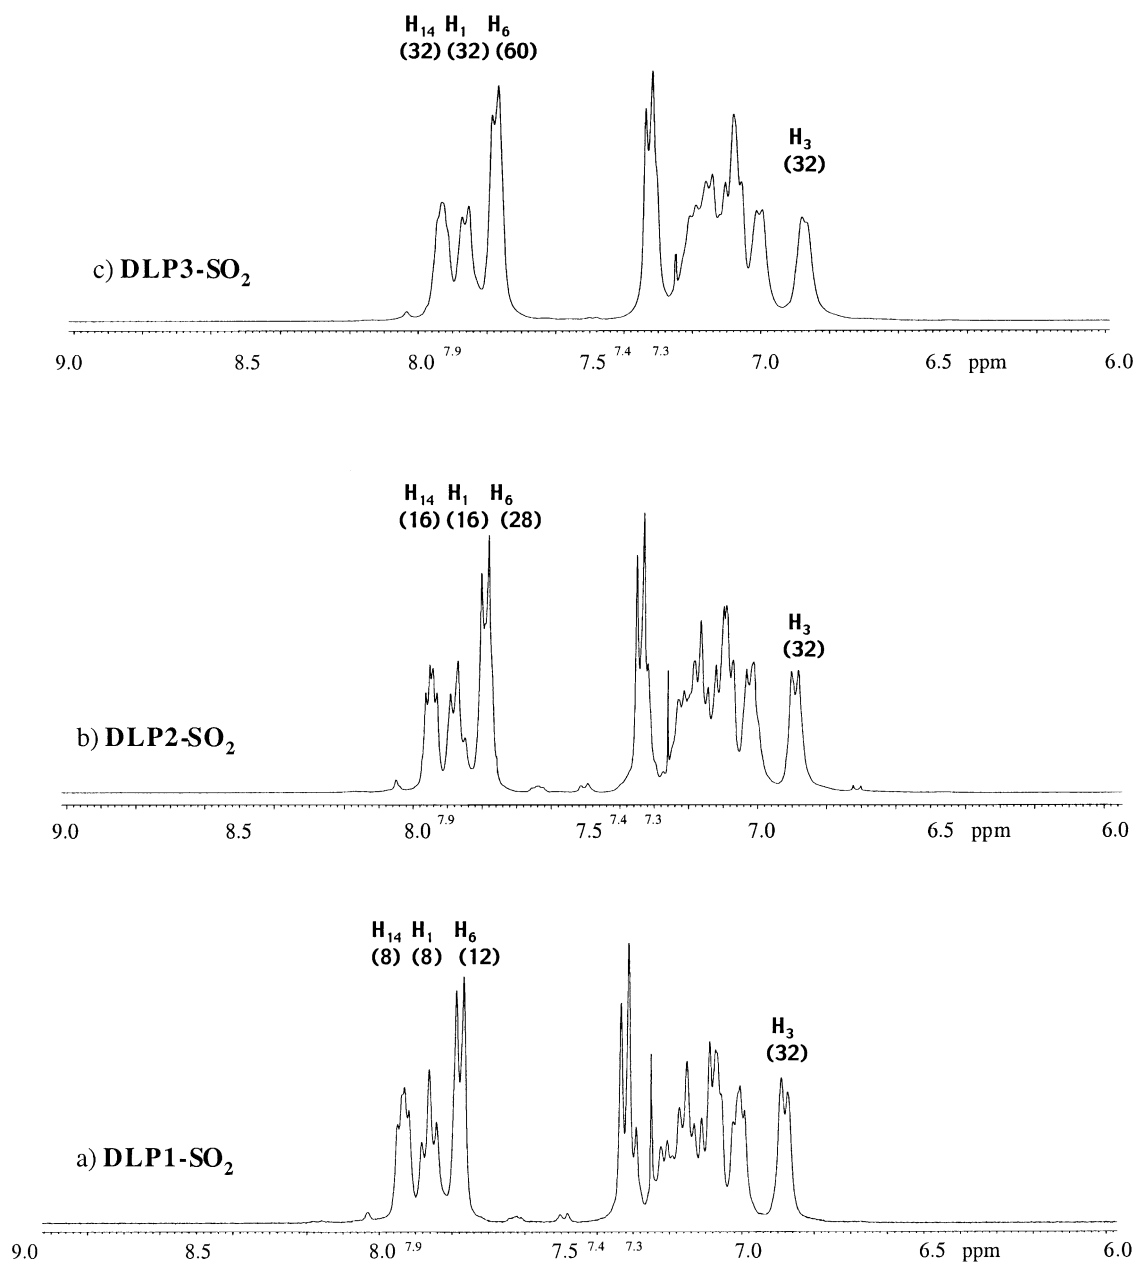 H14 H1 H6
(32) (32) (60)
H3
(32)
c) DLP3-SO2
9.0 8.5 8.0 7.9 7.5 7.4 7.3 7.0 6.5 ppm 6.0
H14 H1 H6
(16) (16) (28)
H3
(32)
b) DLP2-SO2
9.0 8.5 8.0 7.9 7.5 7.4 7.3 7.0 6.5 ppm 6.0
H14 H1 H6
(8) (8) (12)
H3
(32)
a) DLP1-SO2
9.0 8.5 8.0 7.9 7.5 7.4 7.3 7.0 6.5 ppm 6.0